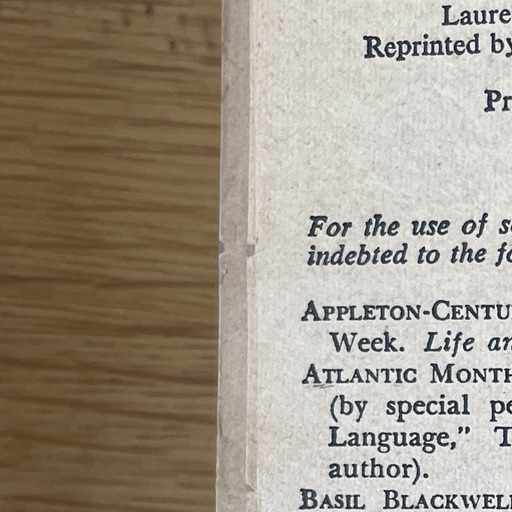 Laure
Reprinted by
Pr
For the use of s
indebted to the fo
APPLETON-CENTU
Week. Life an
ATLANTIC MONTH
(by special pe
Language," T
author).
BASIL BLACKWELL